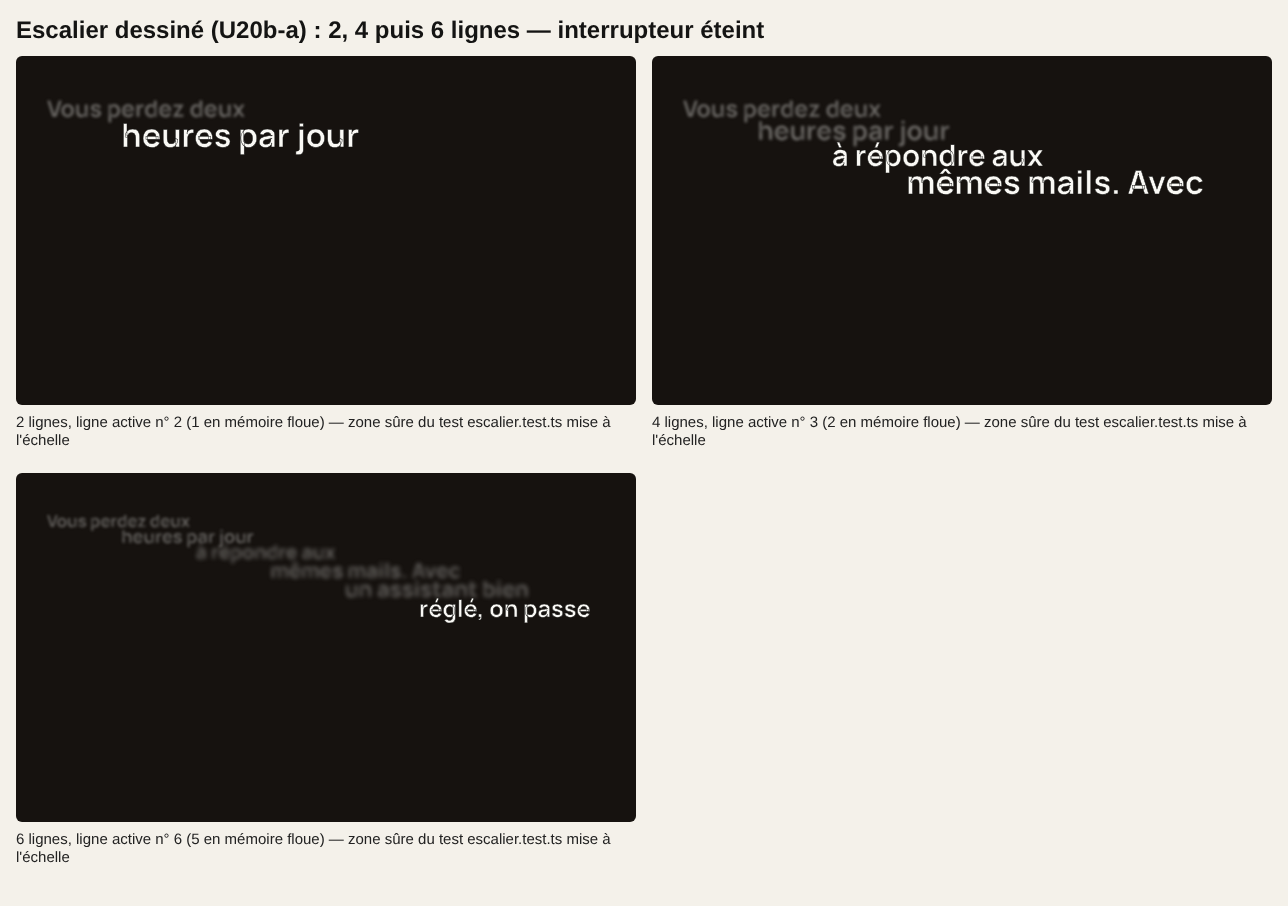 Escalier dessiné (U20b-a) : 2, 4 puis 6 lignes — interrupteur éteint
Vous perdez deux
heures par jour
2 lignes, ligne active n° 2 (1 en mémoire floue) — zone sûre du test escalier.test.ts mise à
l'échelle
Vous perdez deux
heures par jour
à répondre aux
mêmes mails. Avec
4 lignes, ligne active n° 3 (2 en mémoire floue) — zone sûre du test escalier.test.ts mise à
l'échelle
Vous perdez deux
heures par jour
à répondre aux
mêmes mails. Avec
un assistant bien
réglé, on passe
6 lignes, ligne active n° 6 (5 en mémoire floue) — zone sûre du test escalier.test.ts mise à
l'échelle